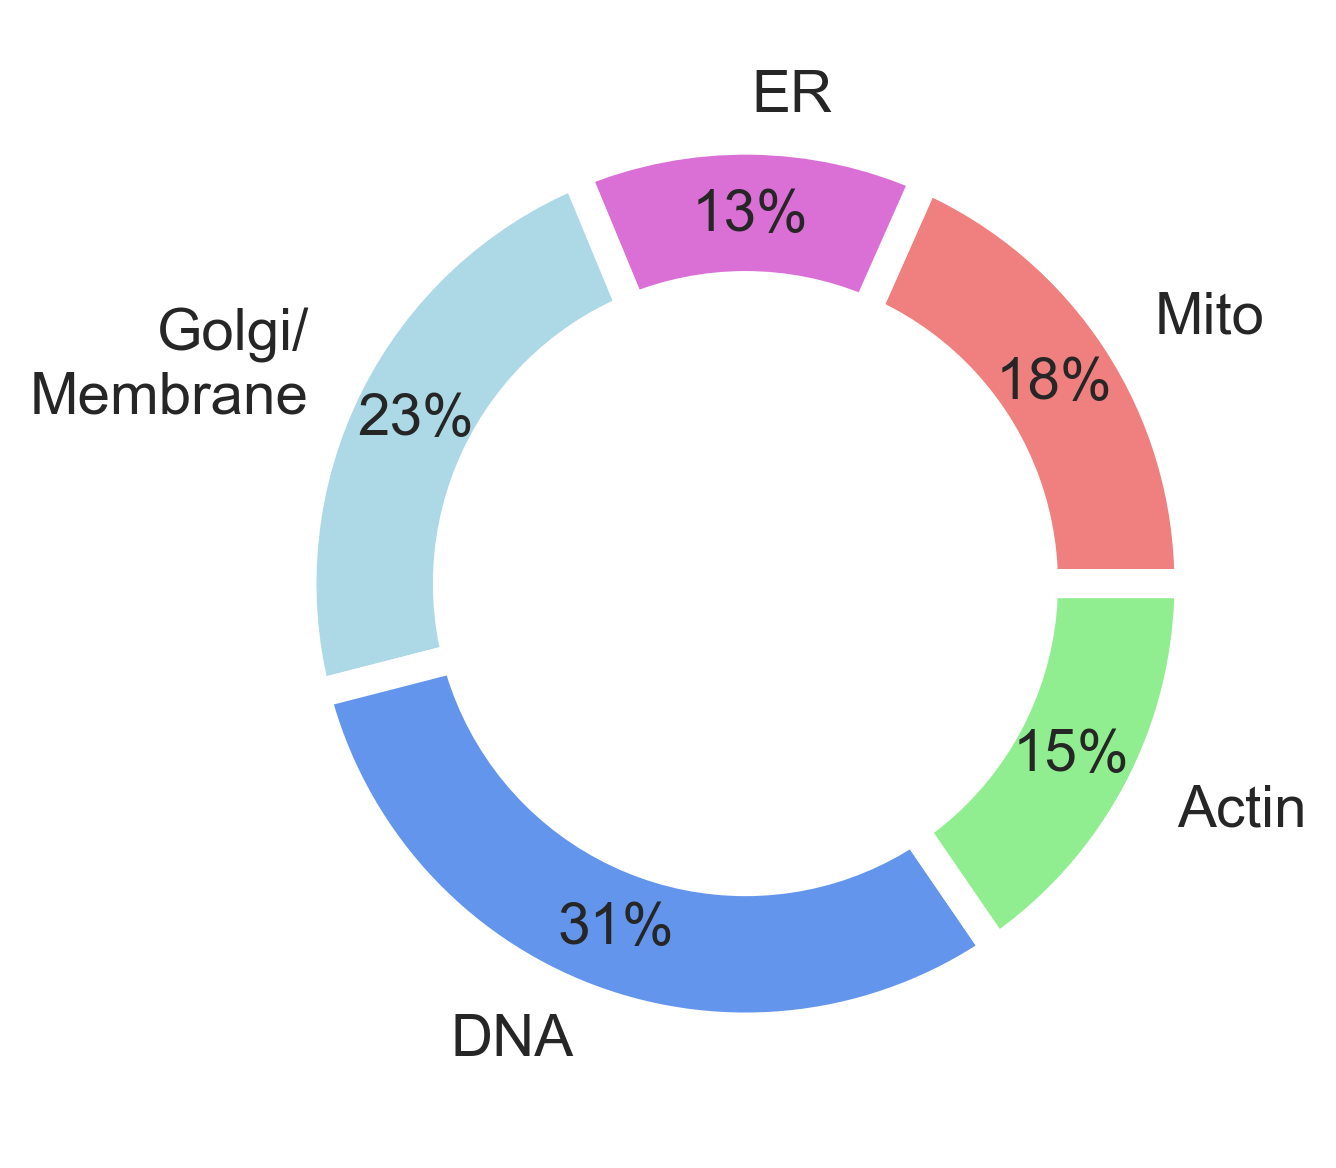 ER
13%
Mito
18%
Golgi/
Membrane
23%
15%
Actin
31%
DNA